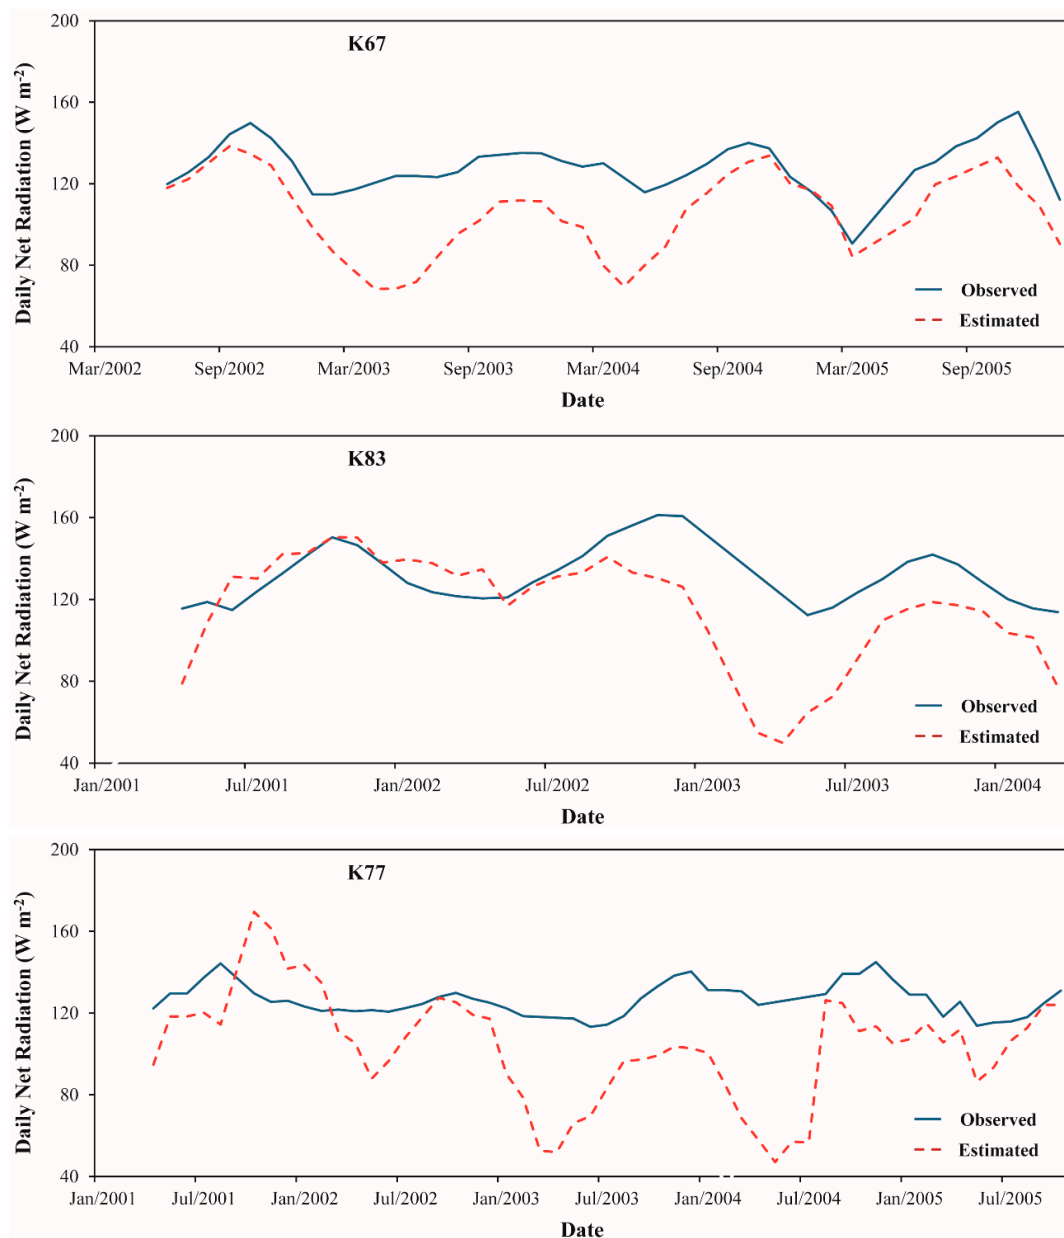 K67
Daily Net Radiation (W m-2)
200
160
120
80
40
Observed
Estimated
Mar/2002 Sep/2002 Mar/2003 Sep/2003 Mar/2004 Sep/2004 Mar/2005 Sep/2005
Date
K83
Daily Net Radiation (W m-2)
200
160
120
80
40
Observed
Estimated
Jan/2001 Jul/2001 Jan/2002 Jul/2002 Jan/2003 Jul/2003 Jan/2004
Date
K77
Daily Net Radiation (W m-2)
200
160
120
80
40
Observed
Estimated
Jan/2001 Jul/2001 Jan/2002 Jul/2002 Jan/2003 Jul/2003 Jan/2004 Jul/2004 Jan/2005 Jul/2005
Date